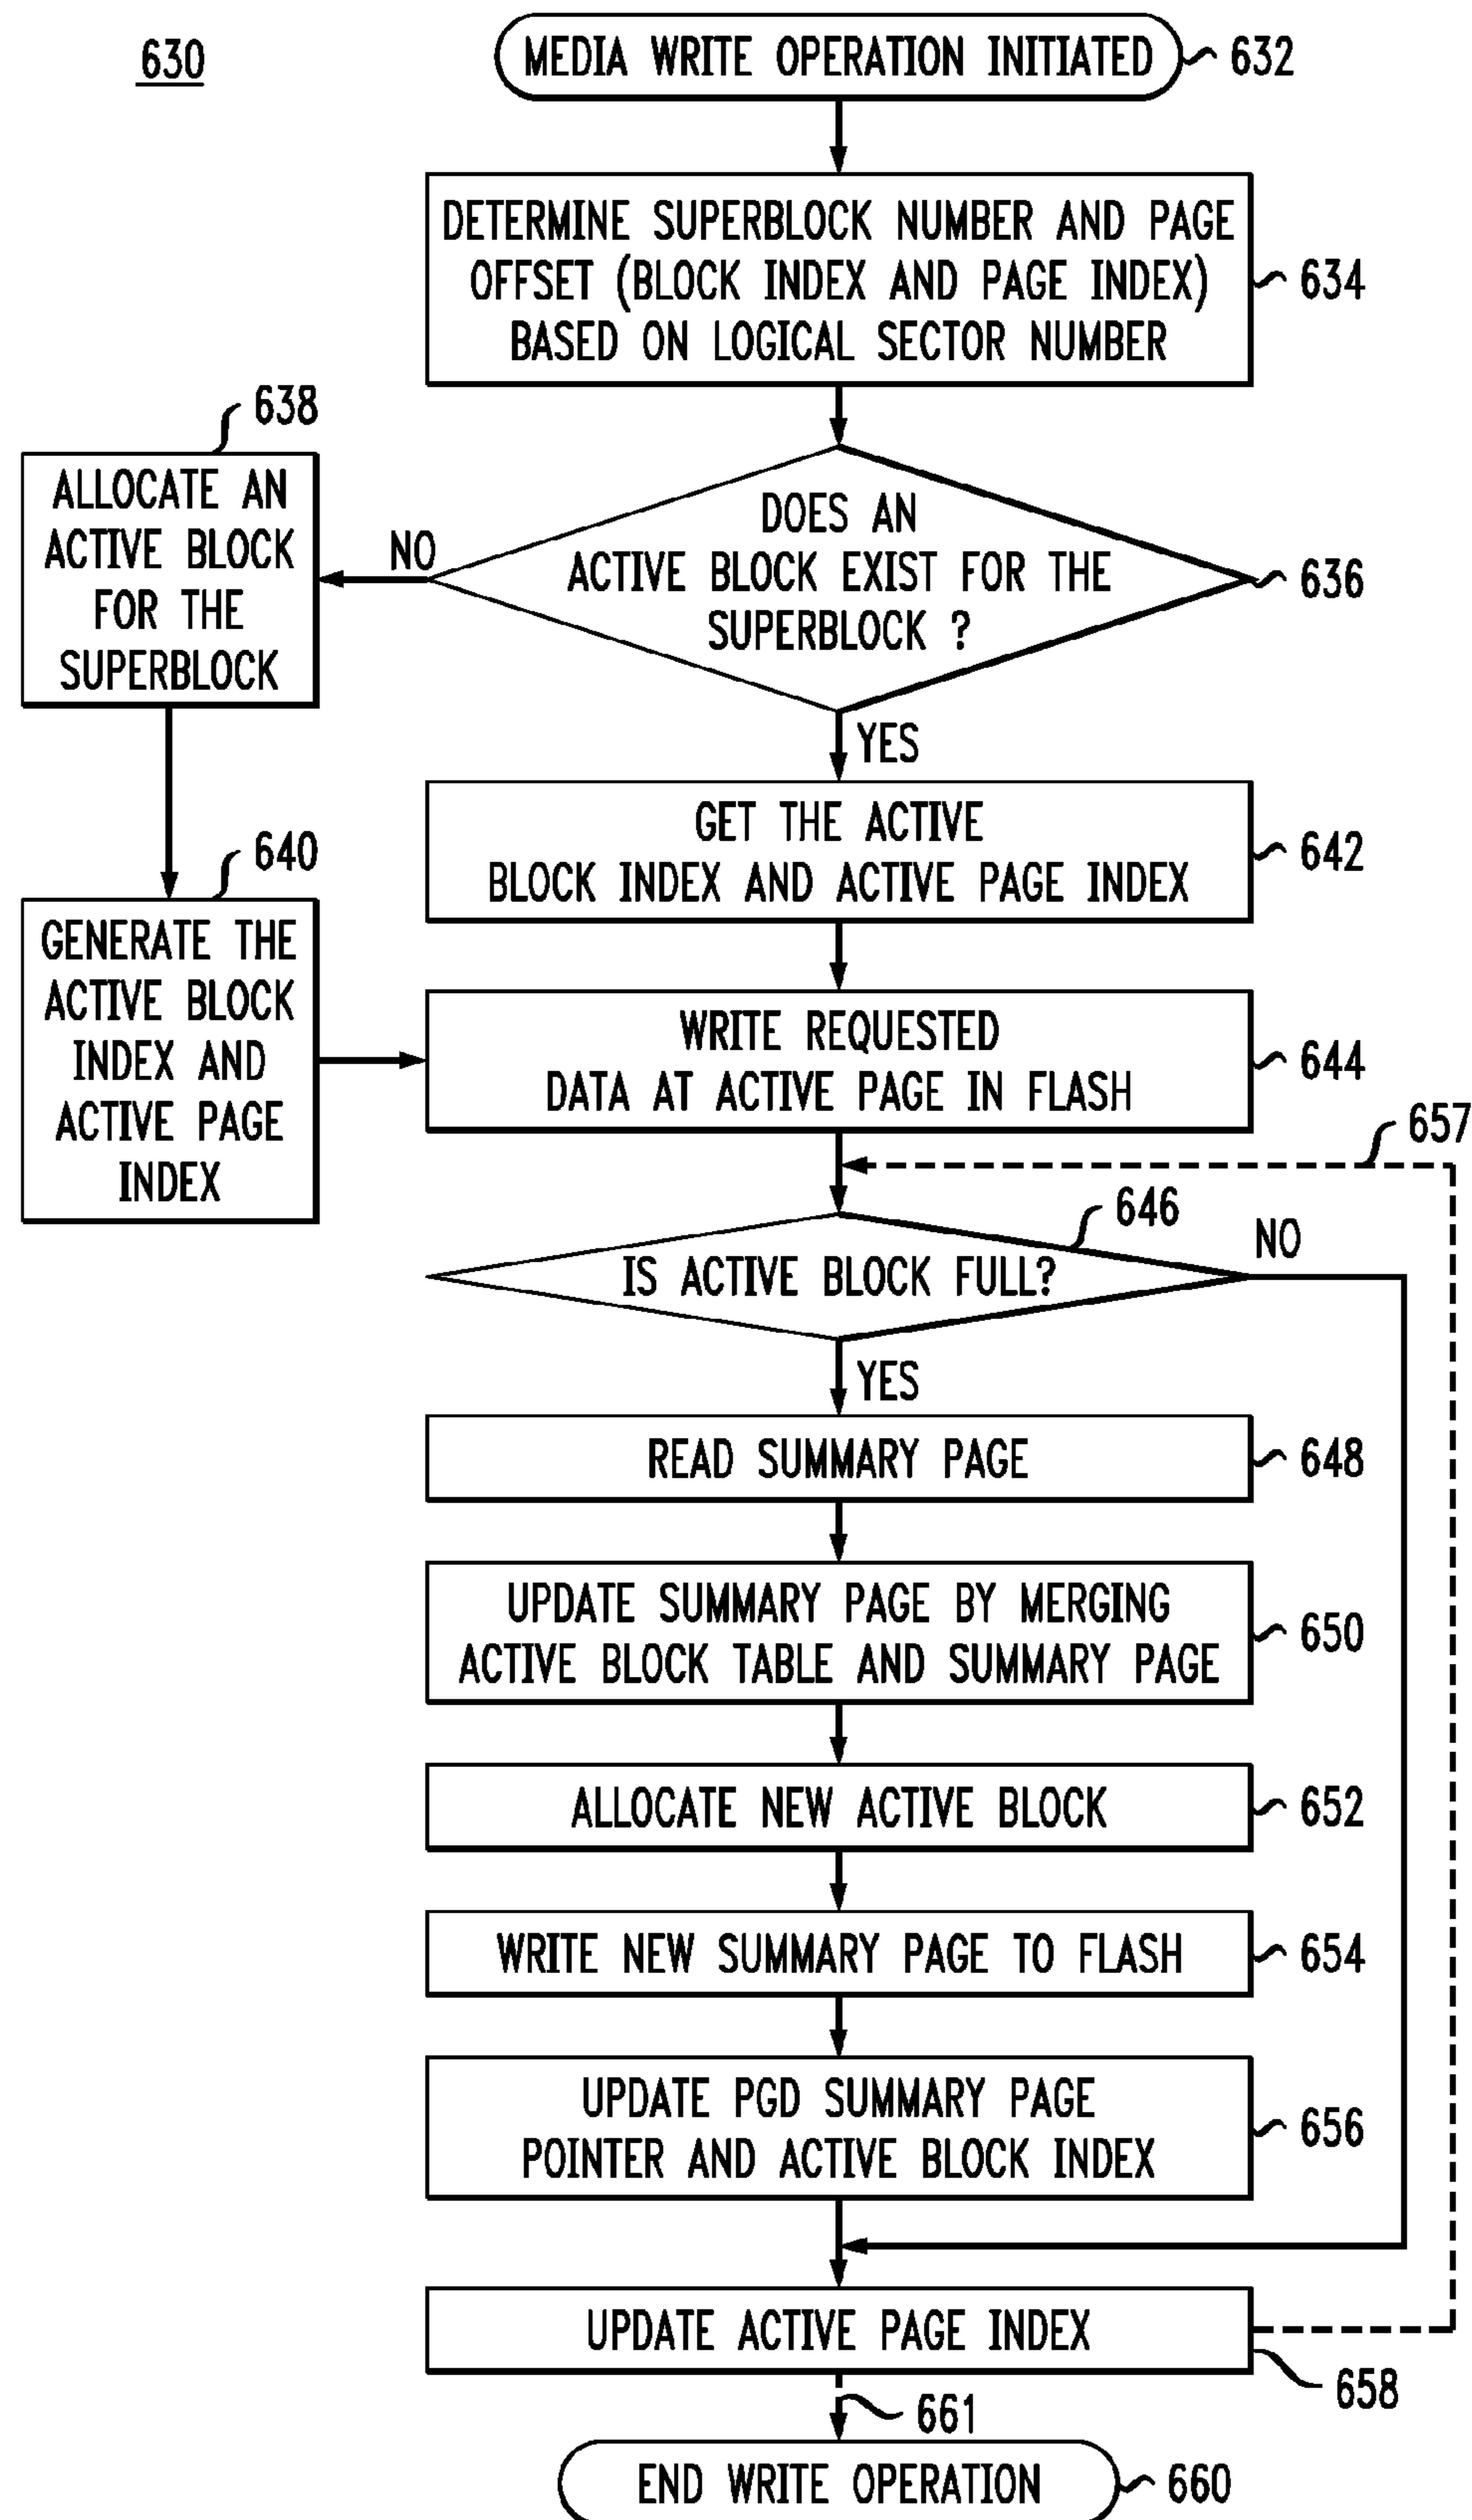 630
MEDIA WRITE OPERATION INITIATED
632
DETERMINE SUPERBLOCK NUMBER AND PAGE
OFFSET (BLOCK INDEX AND PAGE INDEX)
BASED ON LOGICAL SECTOR NUMBER
634
638
ALLOCATE AN
ACTIVE BLOCK
FOR THE
SUPERBLOCK
NO
DOES AN
ACTIVE BLOCK EXIST FOR THE
SUPERBLOCK ?
636
YES
640
GENERATE THE
ACTIVE BLOCK
INDEX AND
ACTIVE PAGE
INDEX
GET THE ACTIVE
BLOCK INDEX AND ACTIVE PAGE INDEX
642
WRITE REQUESTED
DATA AT ACTIVE PAGE IN FLASH
644
657
646
IS ACTIVE BLOCK FULL?
NO
YES
READ SUMMARY PAGE
648
UPDATE SUMMARY PAGE BY MERGING
ACTIVE BLOCK TABLE AND SUMMARY PAGE
650
ALLOCATE NEW ACTIVE BLOCK
652
WRITE NEW SUMMARY PAGE TO FLASH
654
UPDATE PGD SUMMARY PAGE
POINTER AND ACTIVE BLOCK INDEX
656
UPDATE ACTIVE PAGE INDEX
658
661
END WRITE OPERATION
660